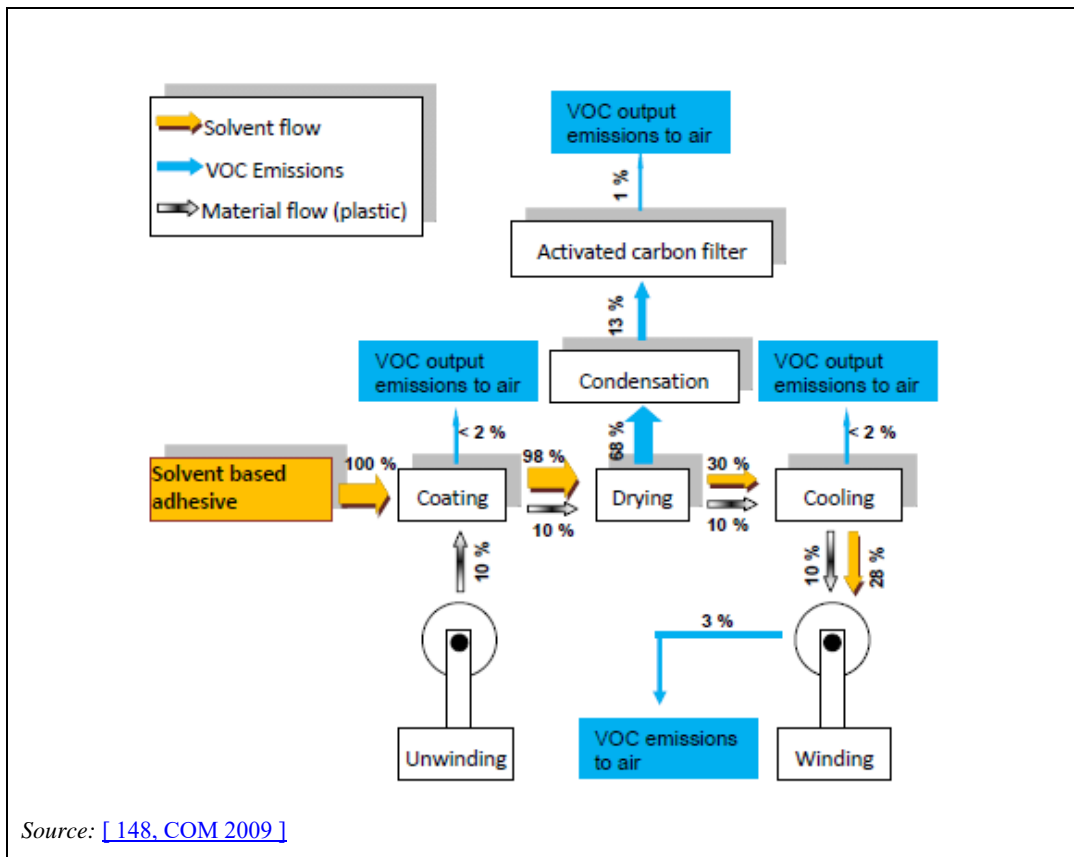 Solvent flow
VOC Emissions
Material flow (plastic)
VOC output
emissions to air
1 %
Activated carbon filter
13 %
VOC output
emissions to air
Condensation
VOC output
emissions to air
< 2 %
68 %
< 2 %
Solvent based
adhesive
100 %
Coating
98 %
10 %
Drying
30 %
10 %
Cooling
10 %
10 %
28 %
3 %
Unwinding
VOC emissions
to air
Winding
Source: [ 148, COM 2009 ]